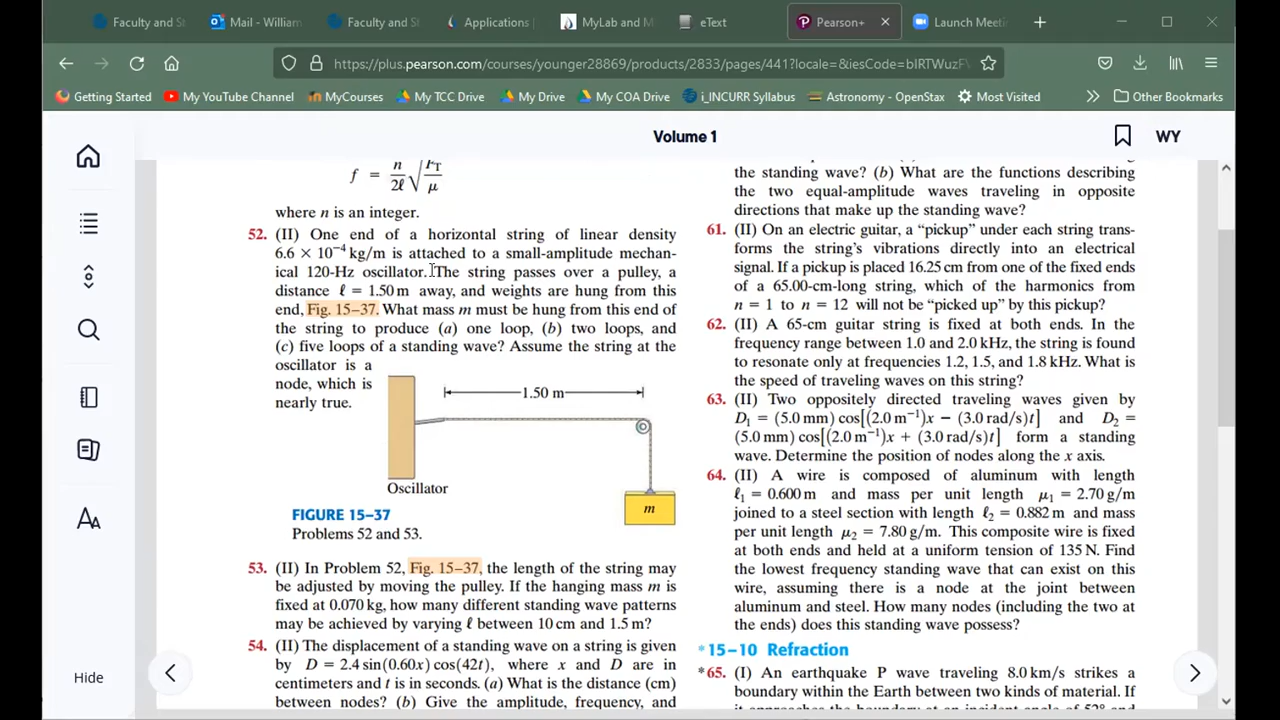 Faculty and St
Mail - William
Faculty and St
Applications
MyLab and M
eText
Pearson+
Launch Meeti
https://plus.pearson.com/courses/younger28869/products/2833/pages/441?locale=&iesCode=bIRTWuzF
Getting Started
My YouTube Channel
MyCourses
My TCC Drive
My Drive
My COA Drive
i_INCURR Syllabus
Astronomy - OpenStax
Most Visited
Other Bookmarks
Volume 1
WY
f = n/2ℓ √(F_T/μ)
where n is an integer.
52. (II) One end of a horizontal string of linear density
6.6 × 10⁻⁴ kg/m is attached to a small-amplitude mechan-
ical 120-Hz oscillator. The string passes over a pulley, a
distance ℓ = 1.50 m away, and weights are hung from this
end, Fig. 15–37. What mass m must be hung from this end of
the string to produce (a) one loop, (b) two loops, and
(c) five loops of a standing wave? Assume the string at the
oscillator is a
node, which is
nearly true.
1.50 m
Oscillator
m
FIGURE 15–37
Problems 52 and 53.
53. (II) In Problem 52, Fig. 15–37, the length of the string may
be adjusted by moving the pulley. If the hanging mass m is
fixed at 0.070 kg, how many different standing wave patterns
may be achieved by varying ℓ between 10 cm and 1.5 m?
54. (II) The displacement of a standing wave on a string is given
by D = 2.4 sin(0.60x) cos(42t), where x and D are in
centimeters and t is in seconds. (a) What is the distance (cm)
between nodes? (b) Give the amplitude, frequency, and
the standing wave? (b) What are the functions describing
the two equal-amplitude waves traveling in opposite
directions that make up the standing wave?
61. (II) On an electric guitar, a “pickup” under each string trans-
forms the string’s vibrations directly into an electrical
signal. If a pickup is placed 16.25 cm from one of the fixed ends
of a 65.00-cm-long string, which of the harmonics from
n = 1 to n = 12 will not be “picked up” by this pickup?
62. (II) A 65-cm guitar string is fixed at both ends. In the
frequency range between 1.0 and 2.0 kHz, the string is found
to resonate only at frequencies 1.2, 1.5, and 1.8 kHz. What is
the speed of traveling waves on this string?
63. (II) Two oppositely directed traveling waves given by
D₁ = (5.0 mm) cos[(2.0 m⁻¹)x − (3.0 rad/s)t] and D₂ =
(5.0 mm) cos[(2.0 m⁻¹)x + (3.0 rad/s)t] form a standing
wave. Determine the position of nodes along the x axis.
64. (II) A wire is composed of aluminum with length
ℓ₁ = 0.600 m and mass per unit length μ₁ = 2.70 g/m
joined to a steel section with length ℓ₂ = 0.882 m and mass
per unit length μ₂ = 7.80 g/m. This composite wire is fixed
at both ends and held at a uniform tension of 135 N. Find
the lowest frequency standing wave that can exist on this
wire, assuming there is a node at the joint between
aluminum and steel. How many nodes (including the two at
the ends) does this standing wave possess?
*15–10 Refraction
*65. (I) An earthquake P wave traveling 8.0 km/s strikes a
boundary within the Earth between two kinds of material. If
Hide